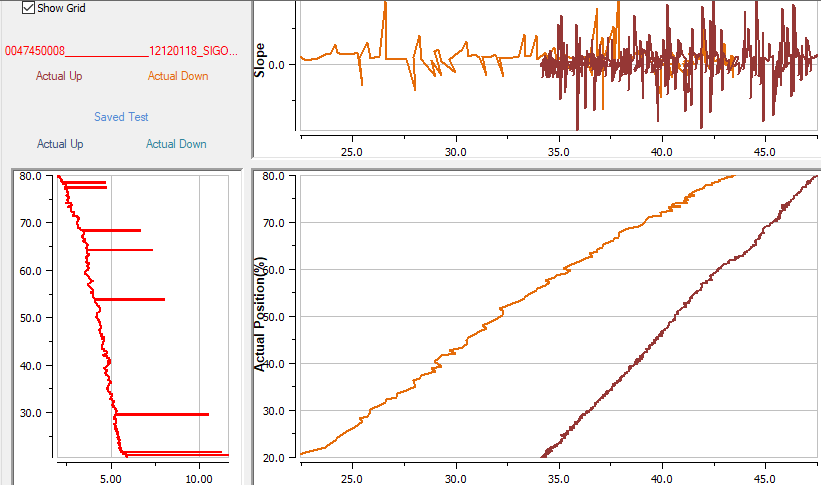 Show Grid
0047450008______________12120118_SIGO...
Actual Up Actual Down
Saved Test
Actual Up Actual Down
Slope
0.0
25.0 30.0 35.0 40.0 45.0
80.0
70.0
60.0
50.0
40.0
30.0
5.00 10.00
Actual Position(%)
80.0
70.0
60.0
50.0
40.0
30.0
20.0
25.0 30.0 35.0 40.0 45.0